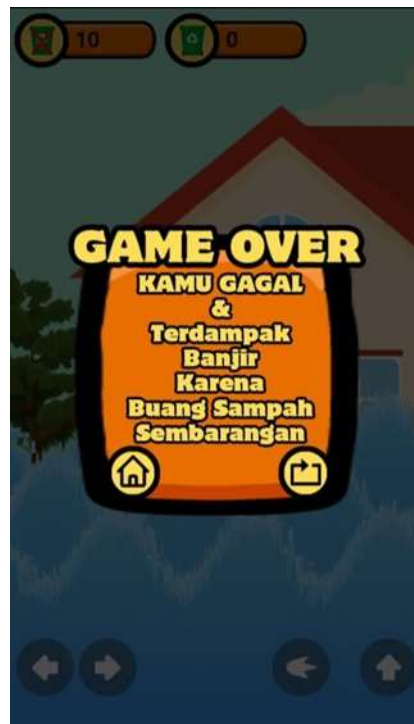 10
0
GAME OVER
KAMU GAGAL
&
Terdampak
Banjir
Karena
Buang Sampah
Sembarangan